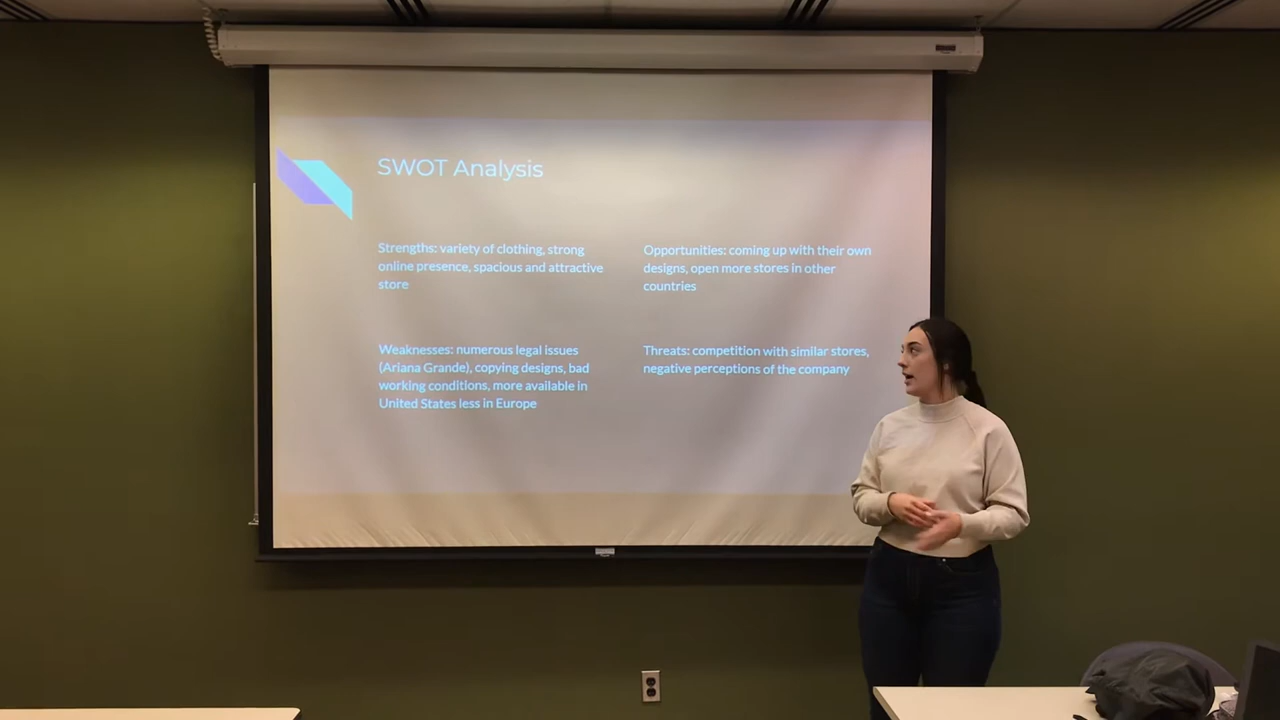 SWOT Analysis
Strengths: variety of clothing, strong
online presence, spacious and attractive
store
Opportunities: coming up with their own
designs, open more stores in other
countries
Weaknesses: numerous legal issues
(Ariana Grande), copying designs, bad
working conditions, more available in
United States less in Europe
Threats: competition with similar stores,
negative perceptions of the company